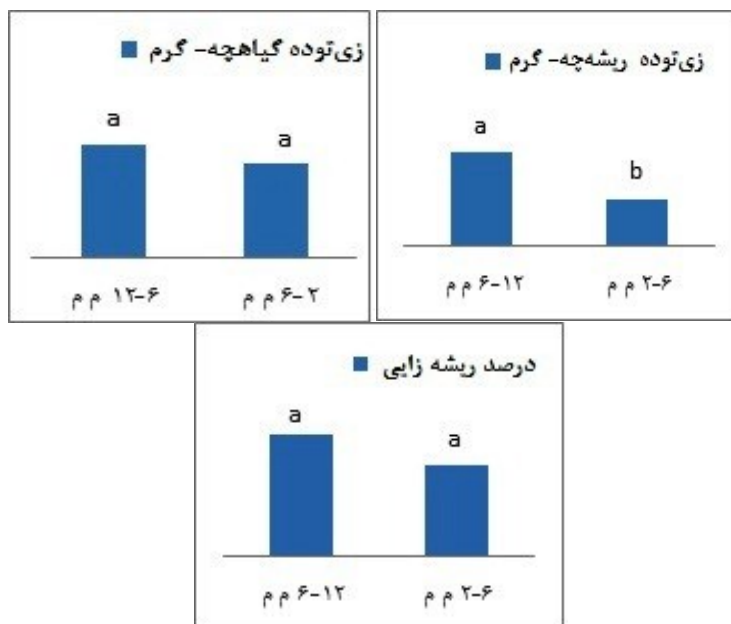 زی‌توده گیاهچه- گرم
a
a
۶-۱۲ م م
۲-۶ م م
زی‌توده ریشه‌چه- گرم
a
b
۶-۱۲ م م
۲-۶ م م
درصد ریشه زایی
a
a
۶-۱۲ م م
۲-۶ م م